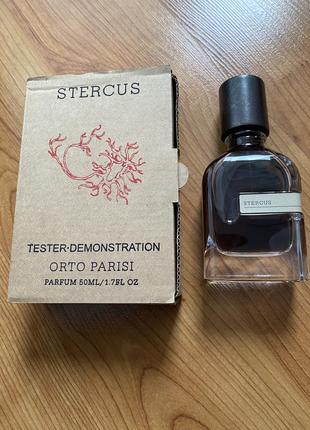 STERCUS
TESTER·DEMONSTRATION
ORTO PARISI
PARFUM 50ML/1.7FL OZ
STERCUS